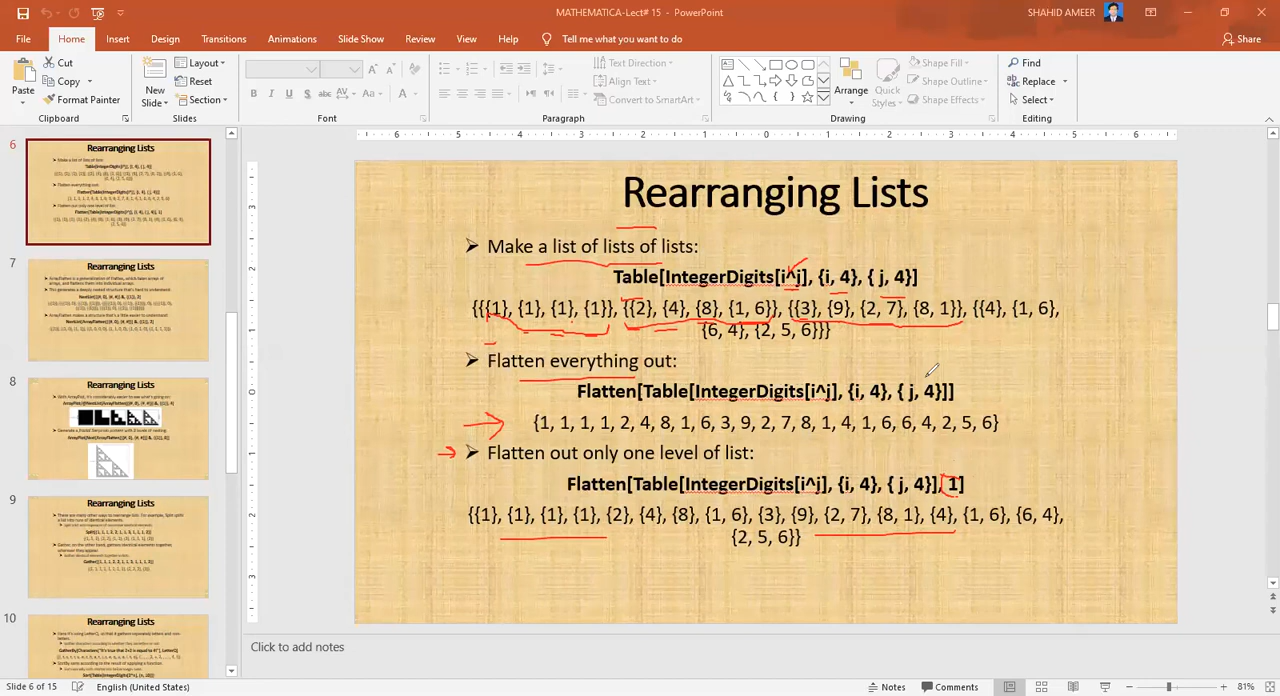 MATHEMATICA-Lect# 15 - PowerPoint
SHAHID AMEER
File Home Insert Design Transitions Animations Slide Show Review View Help Tell me what you want to do Share
Paste
Cut
Copy
Format Painter
Clipboard
New Slide
Layout
Reset
Section
Slides
B I U S abc AV Aa A
Font
Text Direction
Align Text
Convert to SmartArt
Paragraph
Arrange
Quick Styles
Shape Fill
Shape Outline
Shape Effects
Drawing
Find
Replace
Select
Editing
6
Rearranging Lists
7
Rearranging Lists
8
Rearranging Lists
9
Rearranging Lists
10
Rearranging Lists
Rearranging Lists
Make a list of lists of lists:
Table[IntegerDigits[i^j], {i, 4}, { j, 4}]
{{{1}, {1}, {1}, {1}}, {{2}, {4}, {8}, {1, 6}}, {{3}, {9}, {2, 7}, {8, 1}}, {{4}, {1, 6},
{6, 4}, {2, 5, 6}}}
Flatten everything out:
Flatten[Table[IntegerDigits[i^j], {i, 4}, { j, 4}]]
{1, 1, 1, 1, 2, 4, 8, 1, 6, 3, 9, 2, 7, 8, 1, 4, 1, 6, 6, 4, 2, 5, 6}
Flatten out only one level of list:
Flatten[Table[IntegerDigits[i^j], {i, 4}, { j, 4}], 1]
{{1}, {1}, {1}, {1}, {2}, {4}, {8}, {1, 6}, {3}, {9}, {2, 7}, {8, 1}, {4}, {1, 6}, {6, 4},
{2, 5, 6}}
Click to add notes
Slide 6 of 15 English (United States) Notes Comments 81%